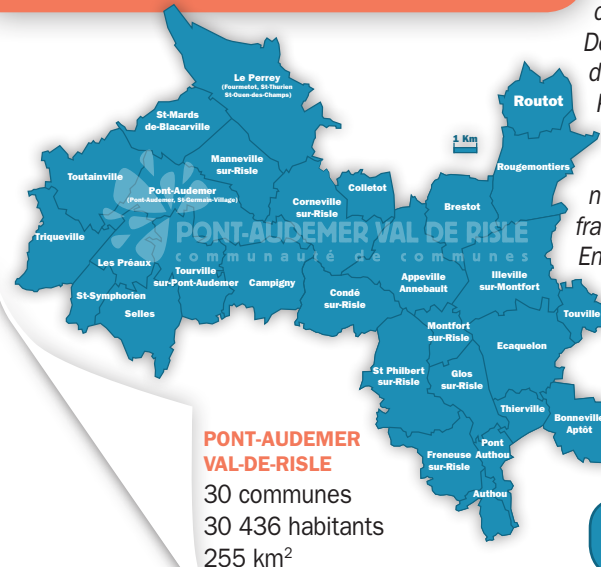 Le Perrey
(Fourmetot, St-Thurien
St-Ouen-des-Champs)
Routot
St-Mards
de-Blacarville
1 Km
Manneville
sur-Risle
Rougemontiers
Toutainville
Pont-Audemer
(Pont-Audemer, St-Germain-Village)
Colletot
Corneville
sur-Risle
Brestot
fra
En
Triqueville
PONT-AUDEMER VAL DE RISLE
communauté de communes
Les Préaux
Tourville
sur-Pont-Audemer
Campigny
Appeville
Annebault
Illeville
sur-Montfort
St-Symphorien
Condé
sur-Risle
Selles
Touville
Montfort
sur-Risle
Ecaquelon
St Philbert
sur-Risle
Glos
sur-Risle
Thierville
Bonneville
Aptôt
Pont
Authou
Freneuse
sur-Risle
Authou
PONT-AUDEMER
VAL-DE-RISLE
30 communes
30 436 habitants
255 km²